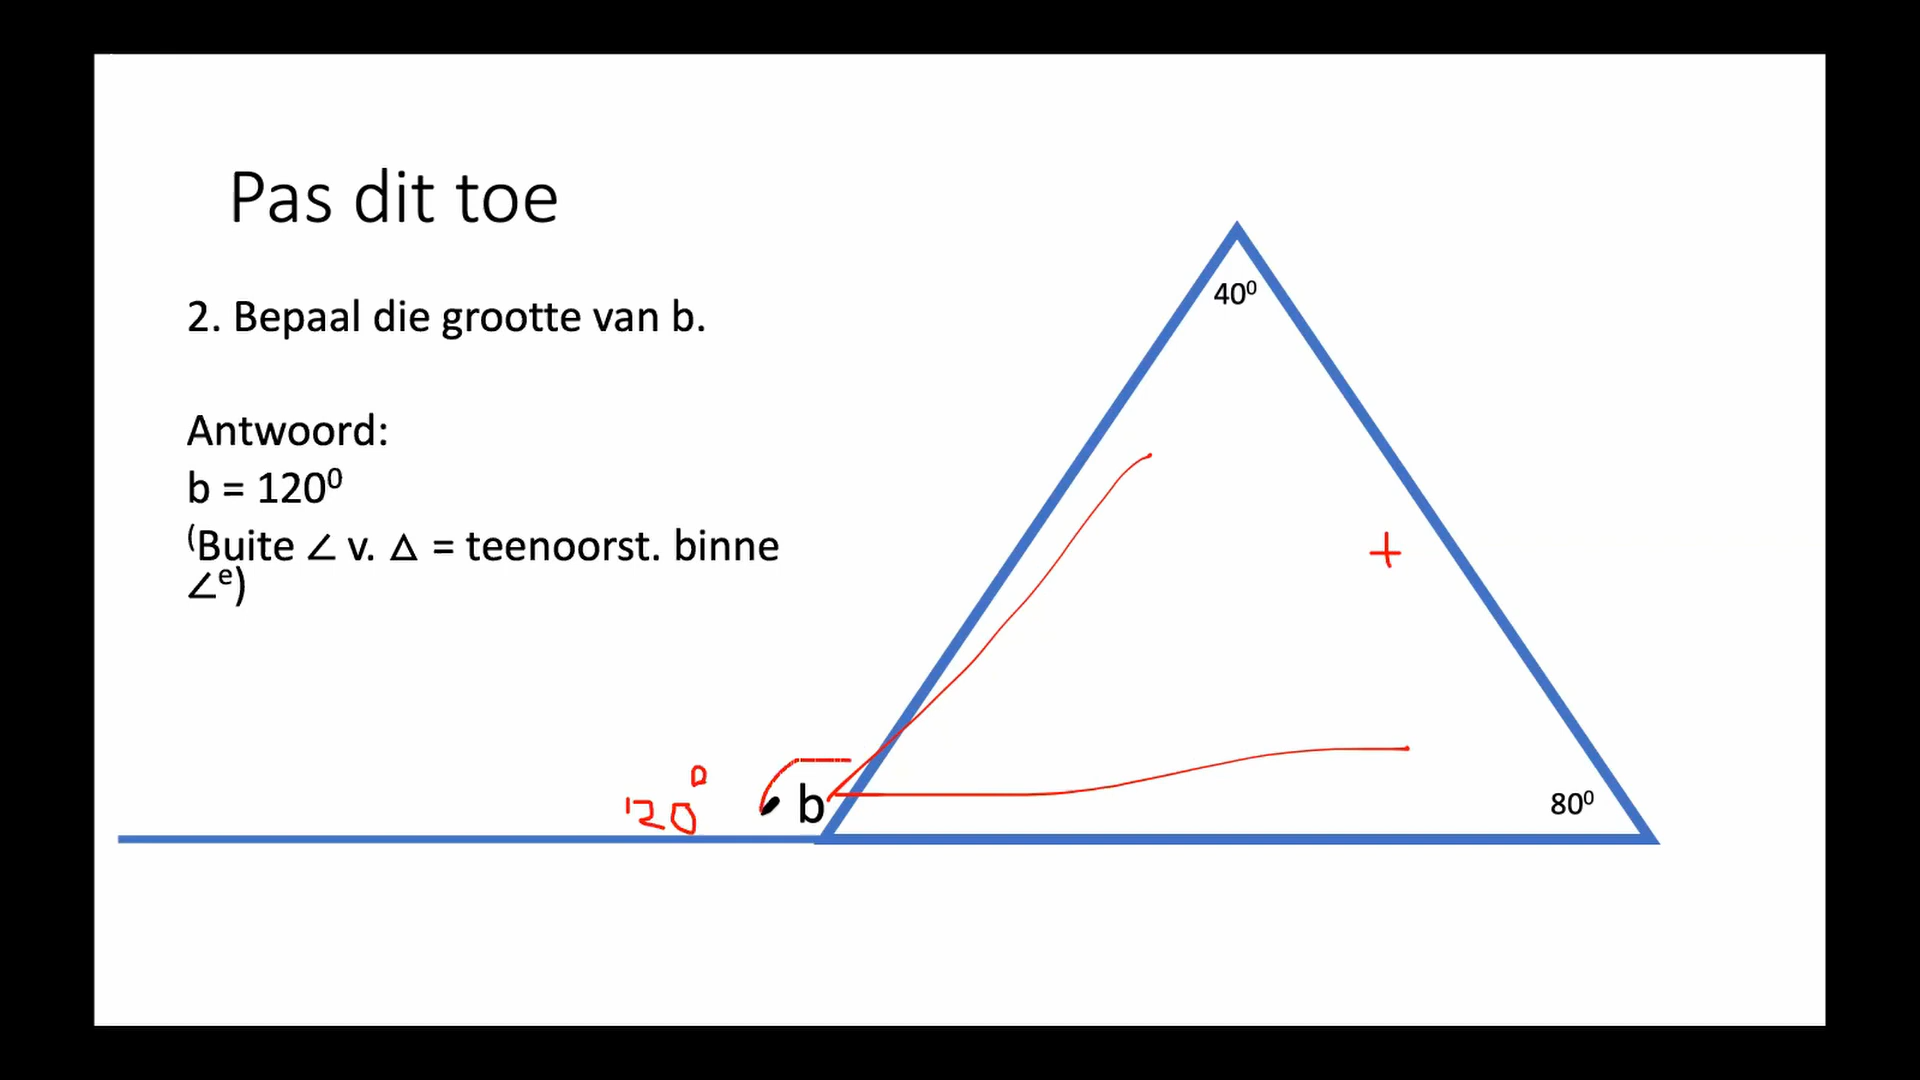 Pas dit toe
2. Bepaal die grootte van b.
Antwoord:
b = 120⁰
(Buite ∠ v. △ = teenoorst. binne
∠ᵉ)
40⁰
+
80⁰
b
120⁰